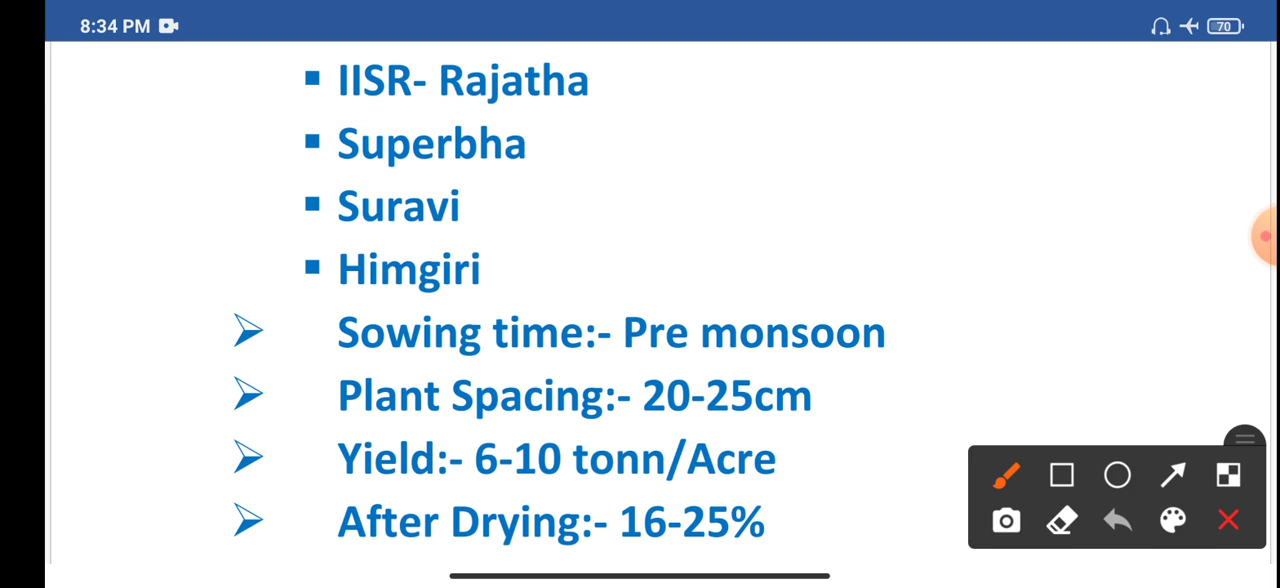 8:34 PM 70
▪ IISR- Rajatha
▪ Superbha
▪ Suravi
▪ Himgiri
➢ Sowing time:- Pre monsoon
➢ Plant Spacing:- 20-25cm
➢ Yield:- 6-10 tonn/Acre
➢ After Drying:- 16-25%